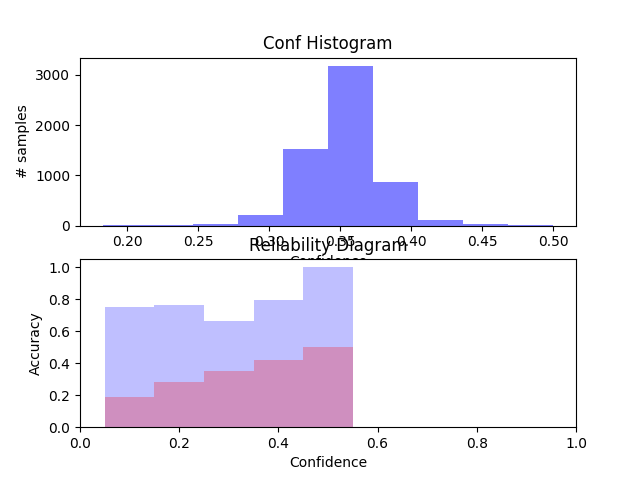 Conf Histogram
# samples
3000
2000
1000
0
0.20 0.25 0.30 0.35 0.40 0.45 0.50
Confidence
Reliability Diagram
Accuracy
1.0
0.8
0.6
0.4
0.2
0.0
0.0 0.2 0.4 0.6 0.8 1.0
Confidence